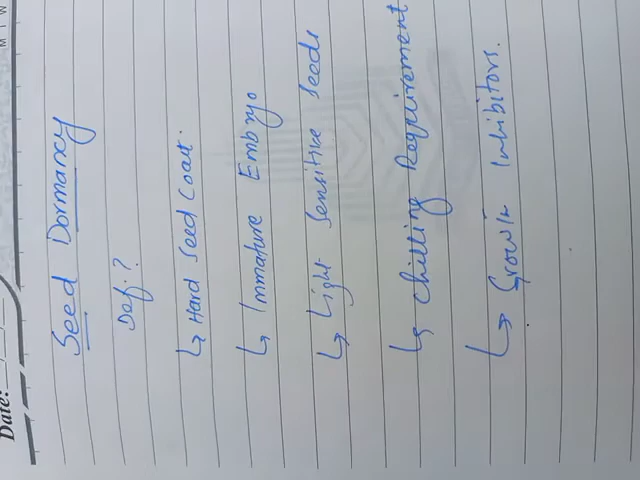 M T W
Date:
Seed Dormancy
Def.?
↳ Hard Seed Coat.
↳ Immature Embryo
↳ Light Sensitive Seeds
↳ Chilling Requirement
↳ Growth Inhibitors.